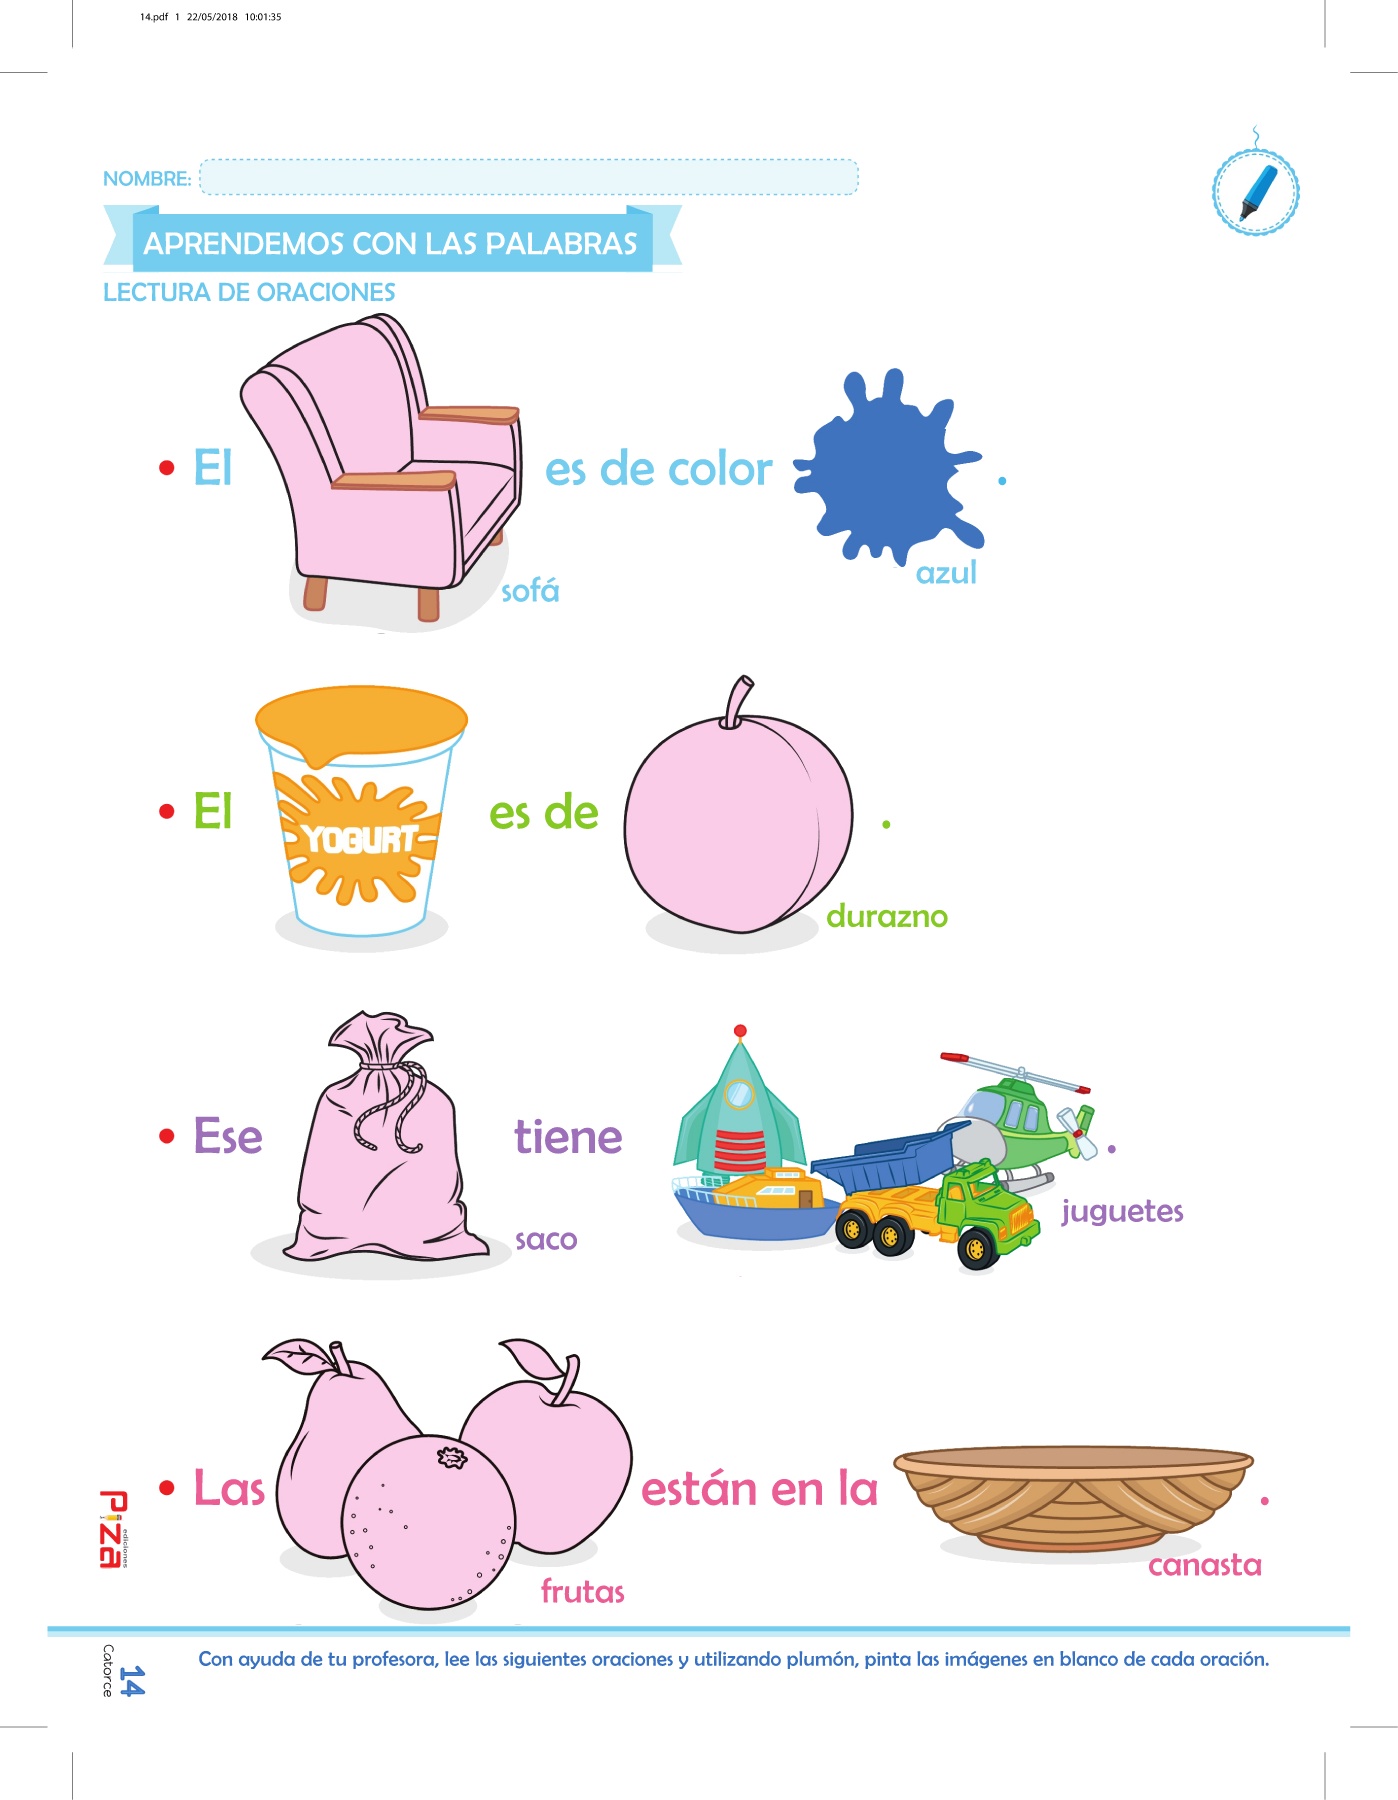 14.pdf 1 22/05/2018 10:01:35
NOMBRE:
APRENDEMOS CON LAS PALABRAS
LECTURA DE ORACIONES
• El es de color .
sofá
azul
• El YOGURT es de .
durazno
• Ese tiene .
saco
juguetes
• Las están en la .
frutas
canasta
Piza
ediciones
14
Catorce
Con ayuda de tu profesora, lee las siguientes oraciones y utilizando plumón, pinta las imágenes en blanco de cada oración.